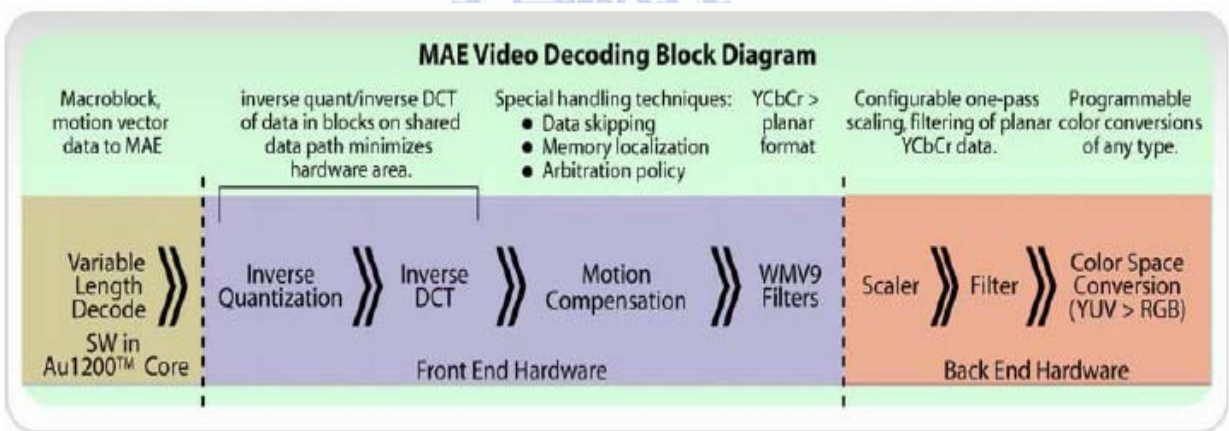 MAE Video Decoding Block Diagram
Macroblock,
motion vector
data to MAE
inverse quant/inverse DCT
of data in blocks on shared
data path minimizes
hardware area.
Special handling techniques:
● Data skipping
● Memory localization
● Arbitration policy
YCbCr >
planar
format
Configurable one-pass
scaling, filtering of planar
YCbCr data.
Programmable
color conversions
of any type.
Variable
Length
Decode
SW in
Au1200™ Core
Inverse
Quantization
Inverse
DCT
Motion
Compensation
WMV9
Filters
Front End Hardware
Scaler
Filter
Color Space
Conversion
(YUV > RGB)
Back End Hardware